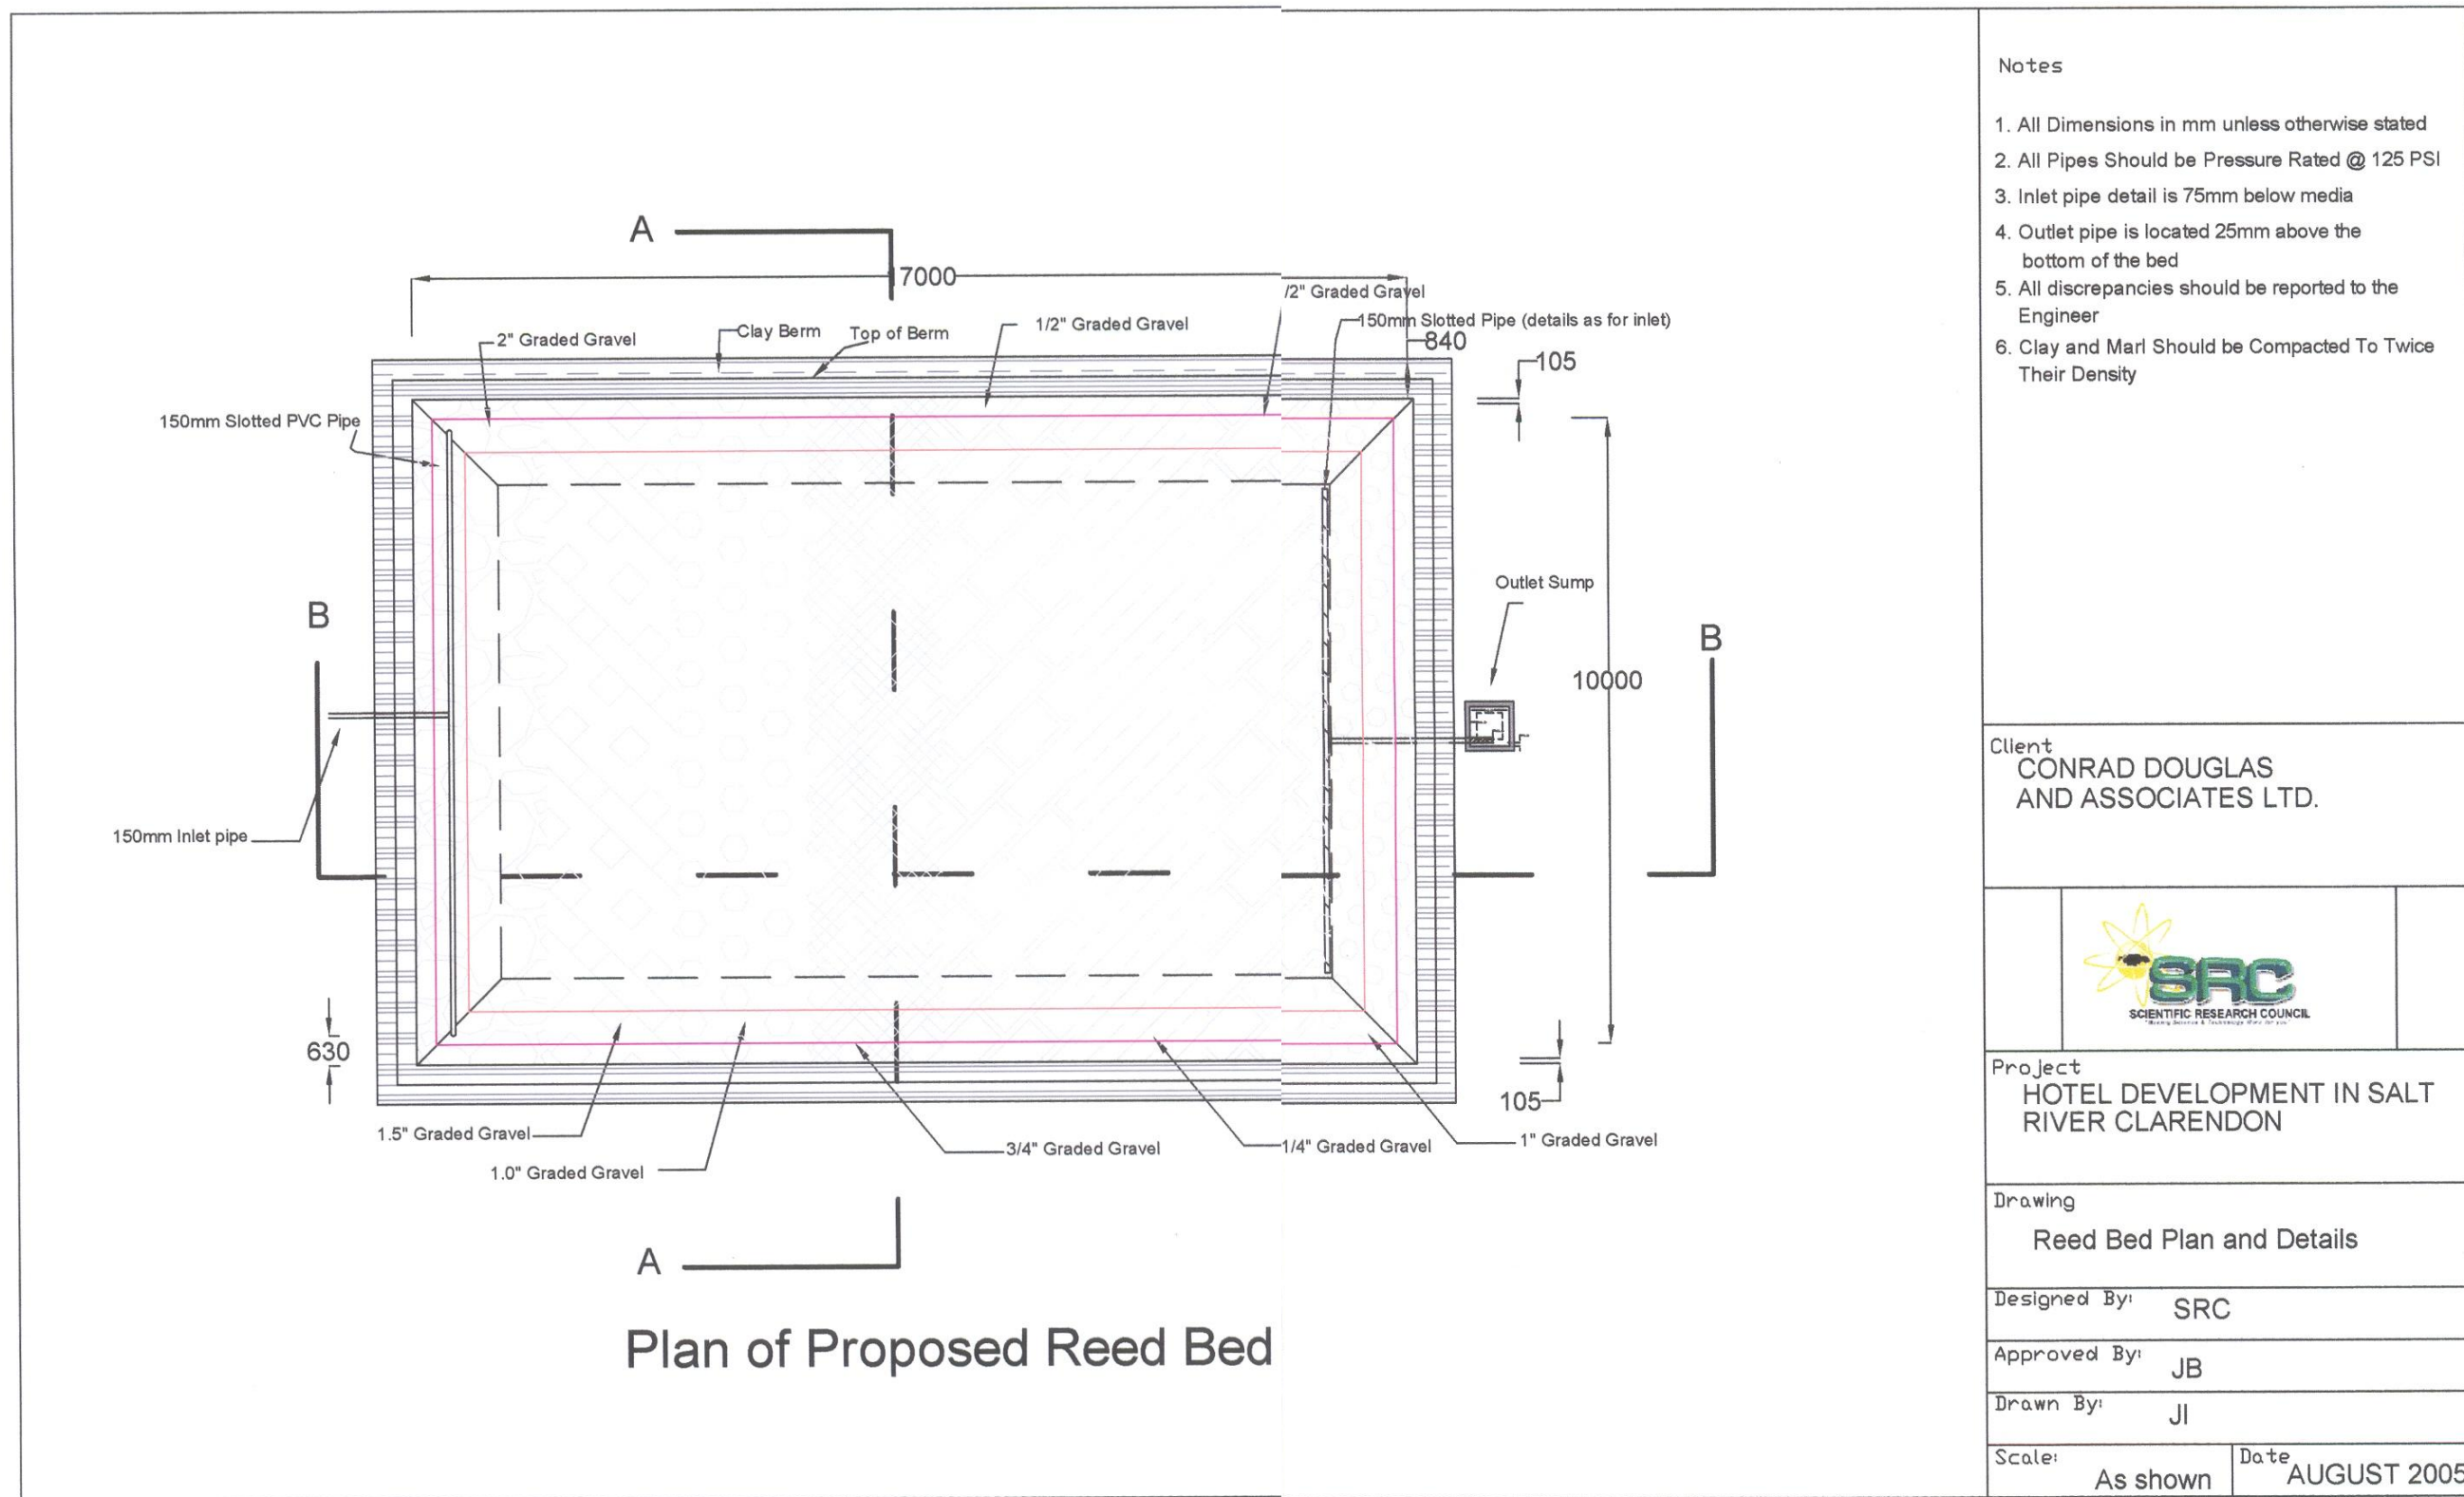 A
17000
/2" Graded Gravel
2" Graded Gravel
Clay Berm
Top of Berm
1/2" Graded Gravel
150mm Slotted Pipe (details as for inlet)
840
105
150mm Slotted PVC Pipe
Outlet Sump
B
B
10000
150mm Inlet pipe
630
105
1.5" Graded Gravel
1.0" Graded Gravel
3/4" Graded Gravel
1/4" Graded Gravel
1" Graded Gravel
A
Plan of Proposed Reed Bed
Notes
1. All Dimensions in mm unless otherwise stated
2. All Pipes Should be Pressure Rated @ 125 PSI
3. Inlet pipe detail is 75mm below media
4. Outlet pipe is located 25mm above the
bottom of the bed
5. All discrepancies should be reported to the
Engineer
6. Clay and Marl Should be Compacted To Twice
Their Density
Client
CONRAD DOUGLAS
AND ASSOCIATES LTD.
SRC
SCIENTIFIC RESEARCH COUNCIL
Project
HOTEL DEVELOPMENT IN SALT
RIVER CLARENDON
Drawing
Reed Bed Plan and Details
Designed By:
SRC
Approved By:
JB
Drawn By:
JI
Scale:
As shown
Date
AUGUST 2005